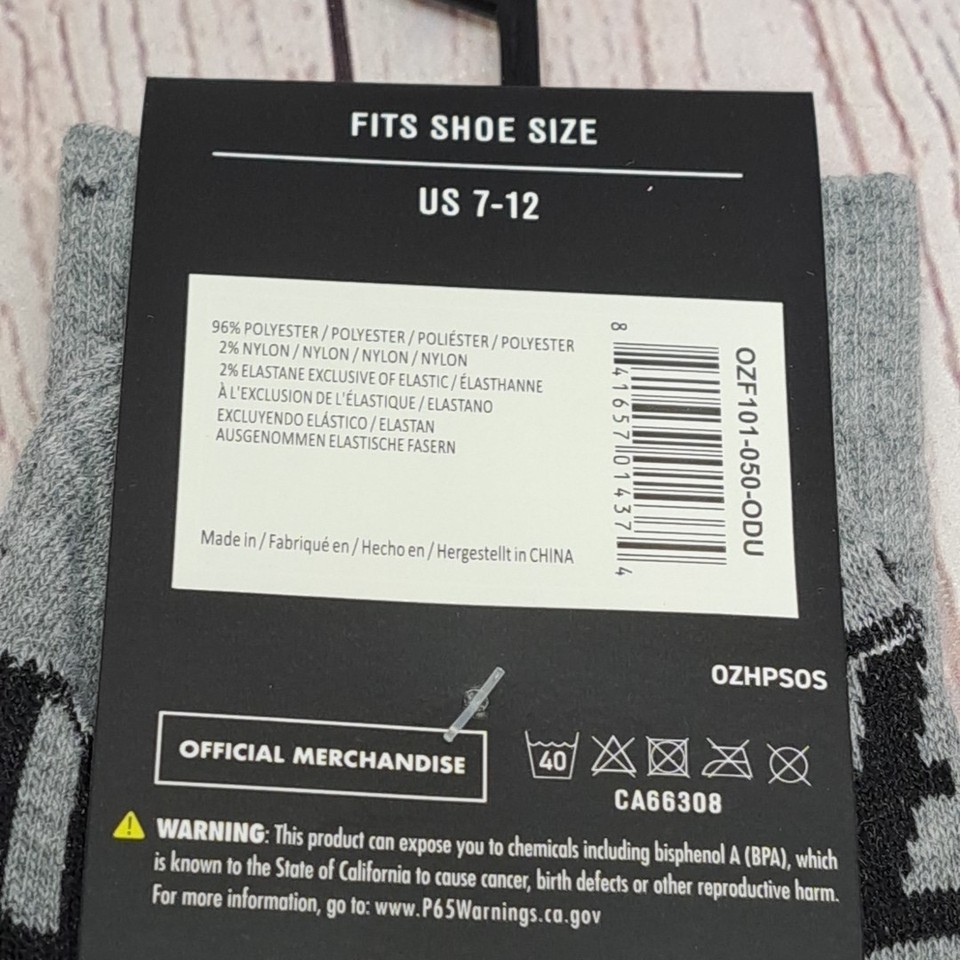 FITS SHOE SIZE
US 7-12
96% POLYESTER / POLYESTER / POLIÉSTER / POLYESTER
2% NYLON / NYLON / NYLON / NYLON
2% ELASTANE EXCLUSIVE OF ELASTIC / ÉLASTHANNE
À L'EXCLUSION DE L'ÉLASTIQUE / ELASTANO
EXCLUYENDO ELÁSTICO / ELASTAN
AUSGENOMMEN ELASTISCHE FASERN
Made in / Fabriqué en / Hecho en / Hergestellt in CHINA
8 41657 01437 4
OZF101-050-ODU
OZHPSOS
OFFICIAL MERCHANDISE
40
CA66308
WARNING: This product can expose you to chemicals including bisphenol A (BPA), which
is known to the State of California to cause cancer, birth defects or other reproductive harm.
For more information, go to: www.P65Warnings.ca.gov